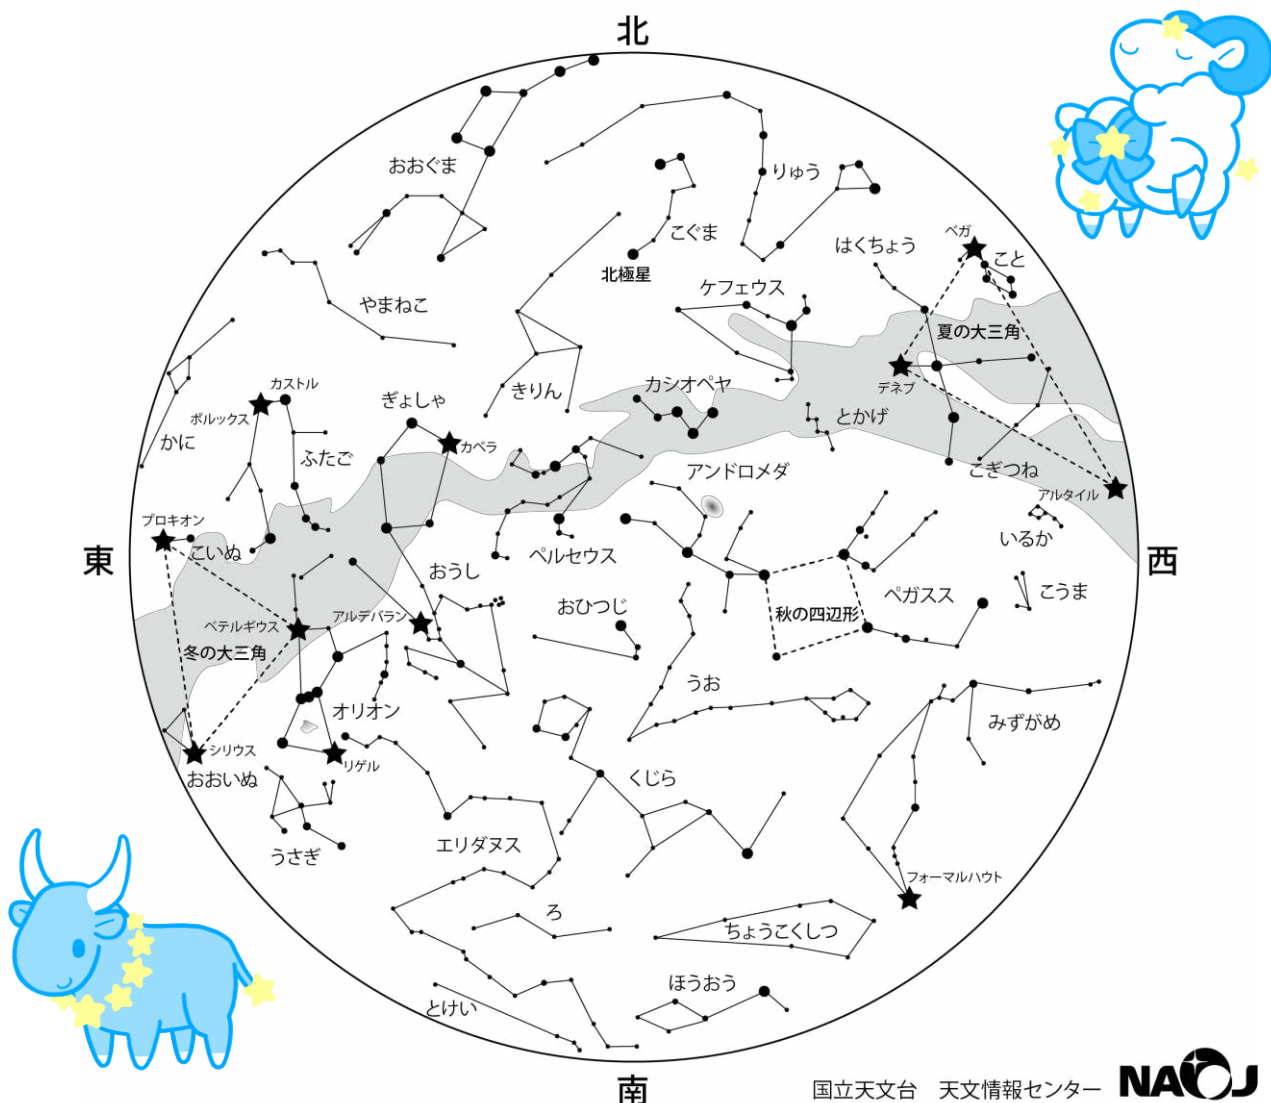 北
おおぐま
りゅう
こぐま
北極星
はくちょう
ベガ
こと
やまねこ
ケフェウス
夏の大三角
デネブ
カストル
ポルックス
ぎょしゃ
きりん
カシオペヤ
とかげ
かに
ふたご
カペラ
アンドロメダ
こぎつね
アルタイル
プロキオン
こいぬ
ペルセウス
いるか
東
西
おうし
おひつじ
ペガスス
こうま
ベテルギウス
アルデバラン
秋の四辺形
冬の大三角
うお
オリオン
みずがめ
シリウス
リゲル
おおいぬ
くじら
うさぎ
エリダヌス
フォーマルハウト
ろ
ちょうこくしつ
ほうおう
とけい
南
国立天文台 天文情報センター NAOJ